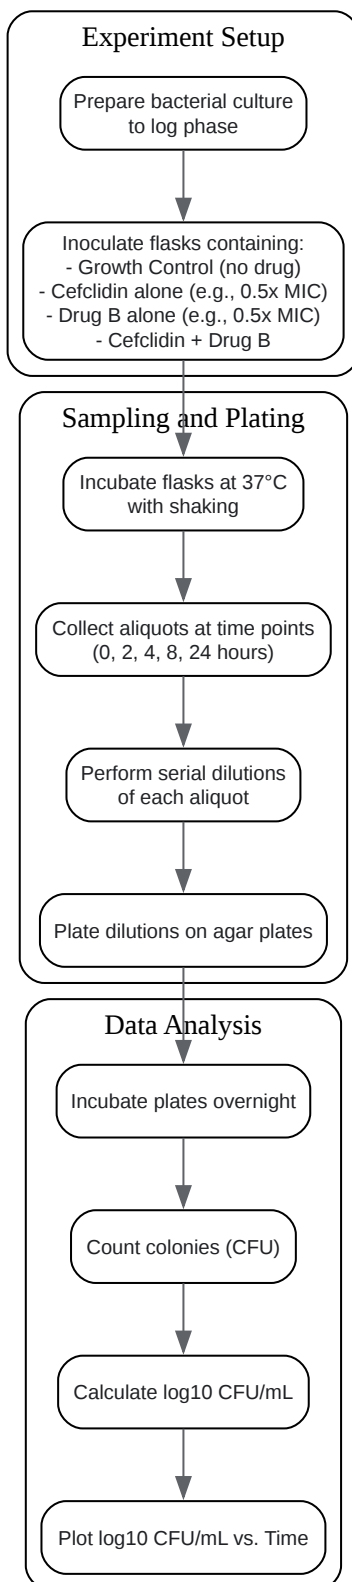 Experiment Setup
Prepare bacterial culture
to log phase
Inoculate flasks containing:
- Growth Control (no drug)
- Cefclidin alone (e.g., 0.5x MIC)
- Drug B alone (e.g., 0.5x MIC)
- Cefclidin + Drug B
Sampling and Plating
Incubate flasks at 37°C
with shaking
Collect aliquots at time points
(0, 2, 4, 8, 24 hours)
Perform serial dilutions
of each aliquot
Plate dilutions on agar plates
Data Analysis
Incubate plates overnight
Count colonies (CFU)
Calculate log10 CFU/mL
Plot log10 CFU/mL vs. Time